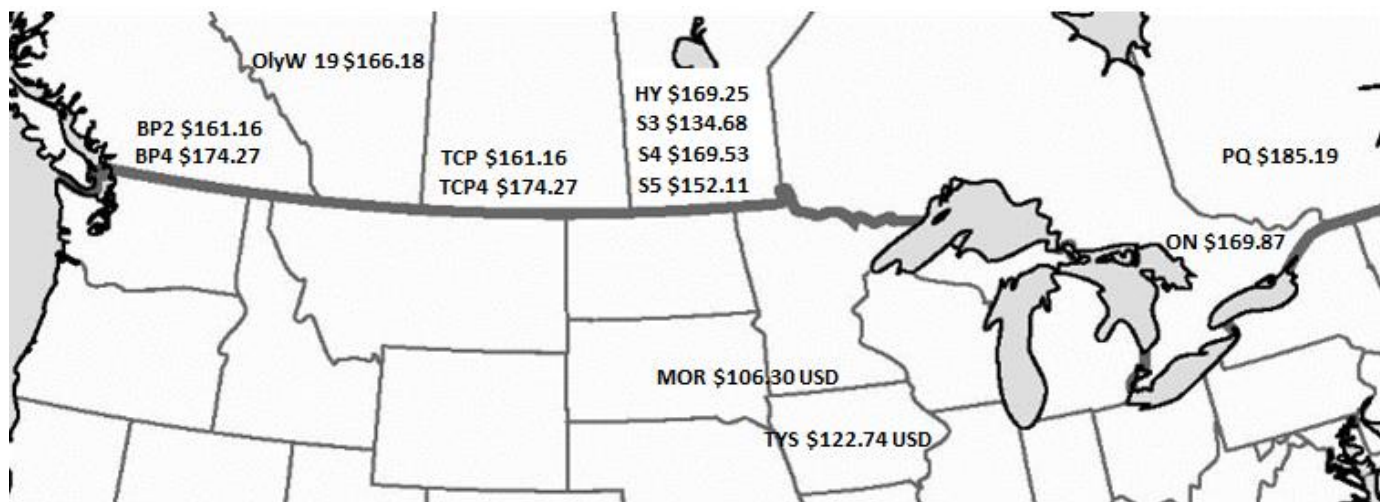 OlyW 19 $166.18
BP2 $161.16
BP4 $174.27
TCP $161.16
TCP4 $174.27
HY $169.25
S3 $134.68
S4 $169.53
S5 $152.11
PQ $185.19
ON $169.87
MOR $106.30 USD
TYS $122.74 USD